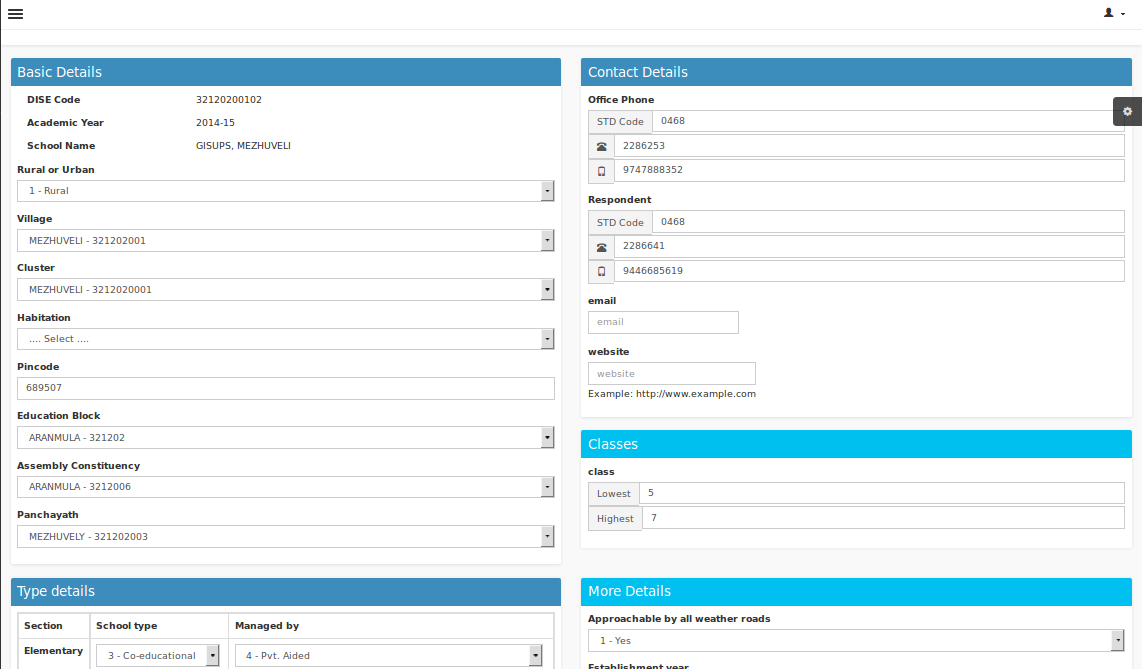 Basic Details
DISE Code 32120200102
Academic Year 2014-15
School Name GISUPS, MEZHUVELI
Rural or Urban
1 - Rural
Village
MEZHUVELI - 321202001
Cluster
MEZHUVELI - 3212020001
Habitation
.... Select ....
Pincode
689507
Education Block
ARANMULA - 321202
Assembly Constituency
ARANMULA - 3212006
Panchayath
MEZHUVELY - 321202003
Contact Details
Office Phone
STD Code 0468
2286253
9747888352
Respondent
STD Code 0468
2286641
9446685619
email
email
website
website
Example: http://www.example.com
Classes
class
Lowest 5
Highest 7
Type details
Section School type Managed by
Elementary 3 - Co-educational 4 - Pvt. Aided
More Details
Approachable by all weather roads
1 - Yes
Establishment year